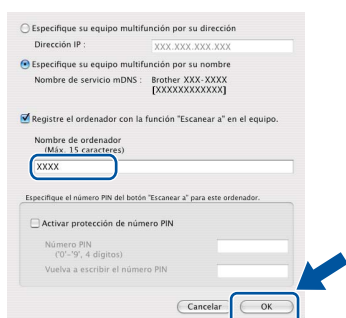 Especifique su equipo multifunción por su dirección
Dirección IP : XXX.XXX.XXX.XXX
Especifique su equipo multifunción por su nombre
Nombre de servicio mDNS : Brother XXX-XXXX
[XXXXXXXXXXXX]
Registre el ordenador con la función "Escanear a" en el equipo.
Nombre de ordenador
(Máx. 15 caracteres)
XXXX
Especifique el número PIN del botón "Escanear a" para este ordenador.
Activar protección de número PIN
Número PIN
('0'-'9', 4 dígitos)
Vuelva a escribir el número PIN
Cancelar OK